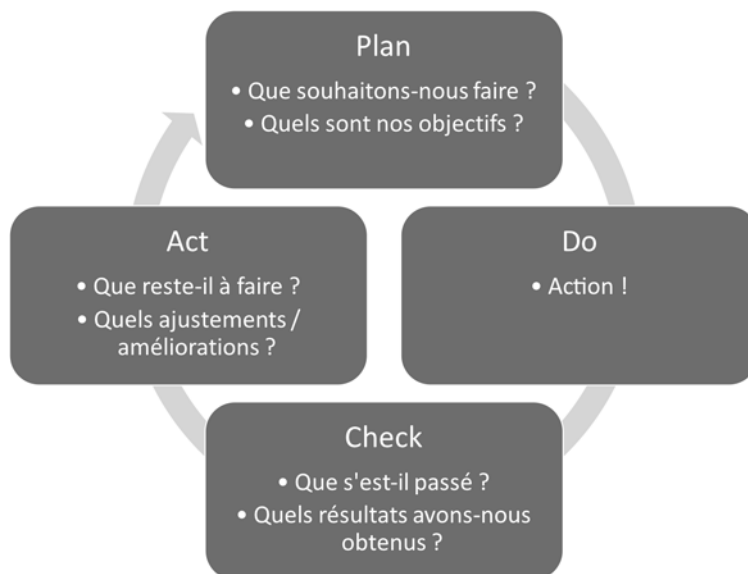 Plan
• Que souhaitons-nous faire ?
• Quels sont nos objectifs ?
Do
• Action !
Check
• Que s'est-il passé ?
• Quels résultats avons-nous
obtenus ?
Act
• Que reste-il à faire ?
• Quels ajustements /
améliorations ?